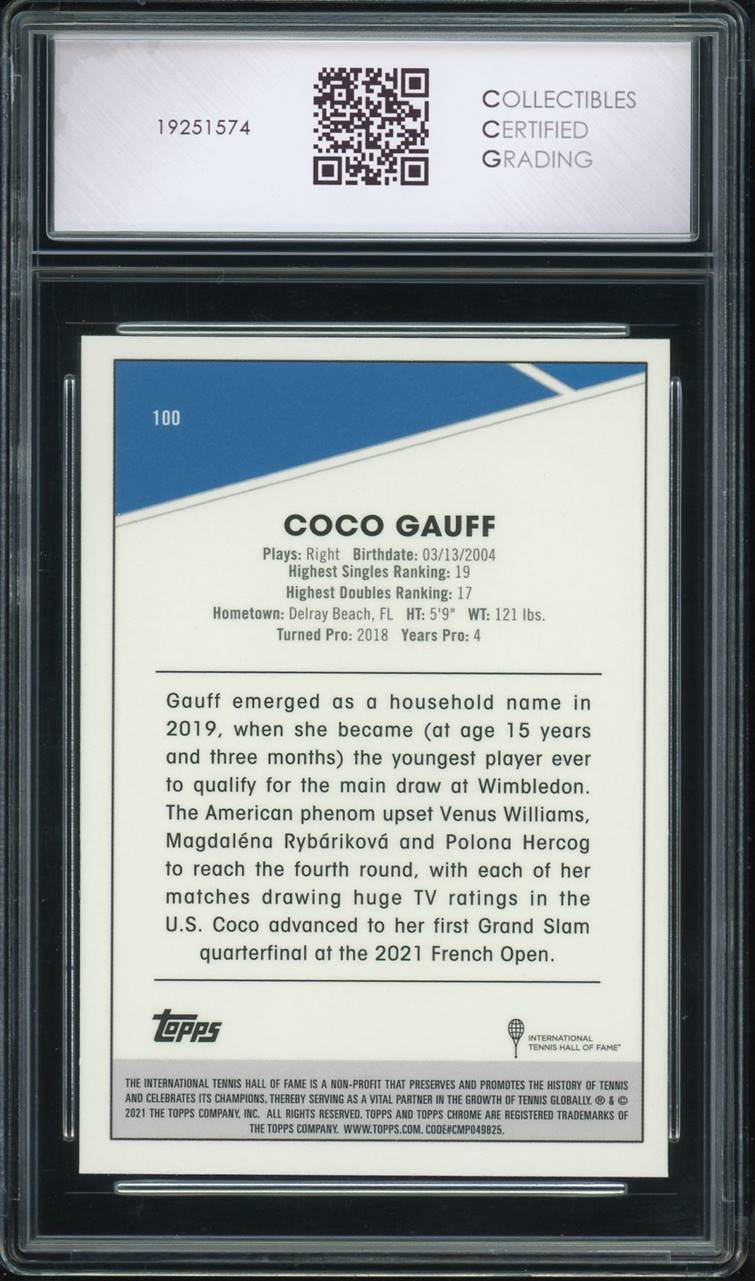 19251574
COLLECTIBLES
CERTIFIED
GRADING
100
COCO GAUFF
Plays: Right Birthdate: 03/13/2004
Highest Singles Ranking: 19
Highest Doubles Ranking: 17
Hometown: Delray Beach, FL HT: 5'9" WT: 121 lbs.
Turned Pro: 2018 Years Pro: 4
Gauff emerged as a household name in
2019, when she became (at age 15 years
and three months) the youngest player ever
to qualify for the main draw at Wimbledon.
The American phenom upset Venus Williams,
Magdaléna Rybáriková and Polona Hercog
to reach the fourth round, with each of her
matches drawing huge TV ratings in the
U.S. Coco advanced to her first Grand Slam
quarterfinal at the 2021 French Open.
topps
INTERNATIONAL
TENNIS HALL OF FAME™
THE INTERNATIONAL TENNIS HALL OF FAME IS A NON-PROFIT THAT PRESERVES AND PROMOTES THE HISTORY OF TENNIS
AND CELEBRATES ITS CHAMPIONS, THEREBY SERVING AS A VITAL PARTNER IN THE GROWTH OF TENNIS GLOBALLY. ® & ©
2021 THE TOPPS COMPANY, INC. ALL RIGHTS RESERVED. TOPPS AND TOPPS CHROME ARE REGISTERED TRADEMARKS OF
THE TOPPS COMPANY. WWW.TOPPS.COM. CODE#CMP049825.